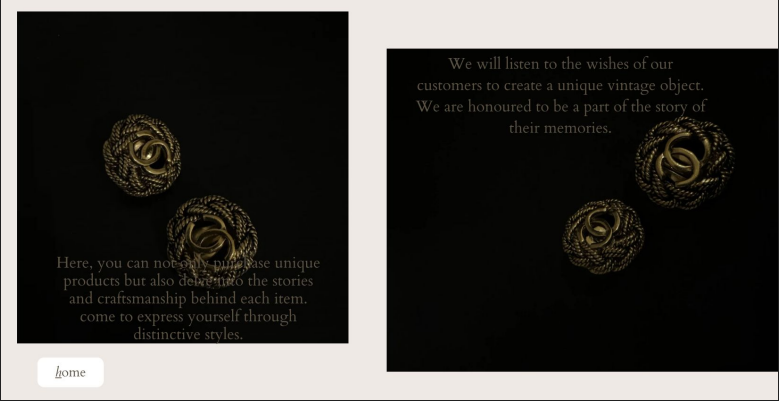 We will listen to the wishes of our
customers to create a unique vintage object.
We are honoured to be a part of the story of
their memories.
Here, you can not only purchase unique
products but also delve into the stories
and craftsmanship behind each item.
come to express yourself through
distinctive styles.
home